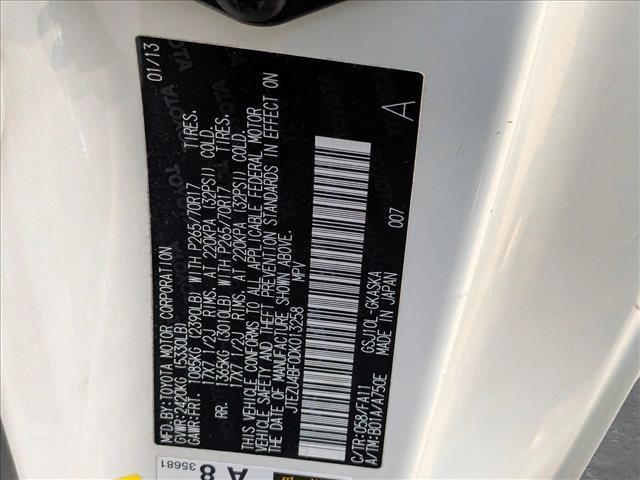 MFD. BY: TOYOTA MOTOR CORPORATION 01/13
GVWR: 2420KG (5330LB)
GAWR: FRT. 1085KG (2390LB) WITH P265/70R17 TIRES,
17X7 1/2J RIMS, AT 220KPA (32PSI) COLD.
RR. 1365KG (3010LB) WITH P265/70R17 TIRES,
17X7 1/2J RIMS, AT 220KPA (32PSI) COLD.
THIS VEHICLE CONFORMS TO ALL APPLICABLE FEDERAL MOTOR
VEHICLE SAFETY AND THEFT PREVENTION STANDARDS IN EFFECT ON
THE DATE OF MANUFACTURE SHOWN ABOVE.
JTEZU4BF0DK013258 MPV
A
C/TR: 058/FA11 GSJ10L-GKASKA
A/TM: B01A/A750E MADE IN JAPAN 007.
A 8
35681